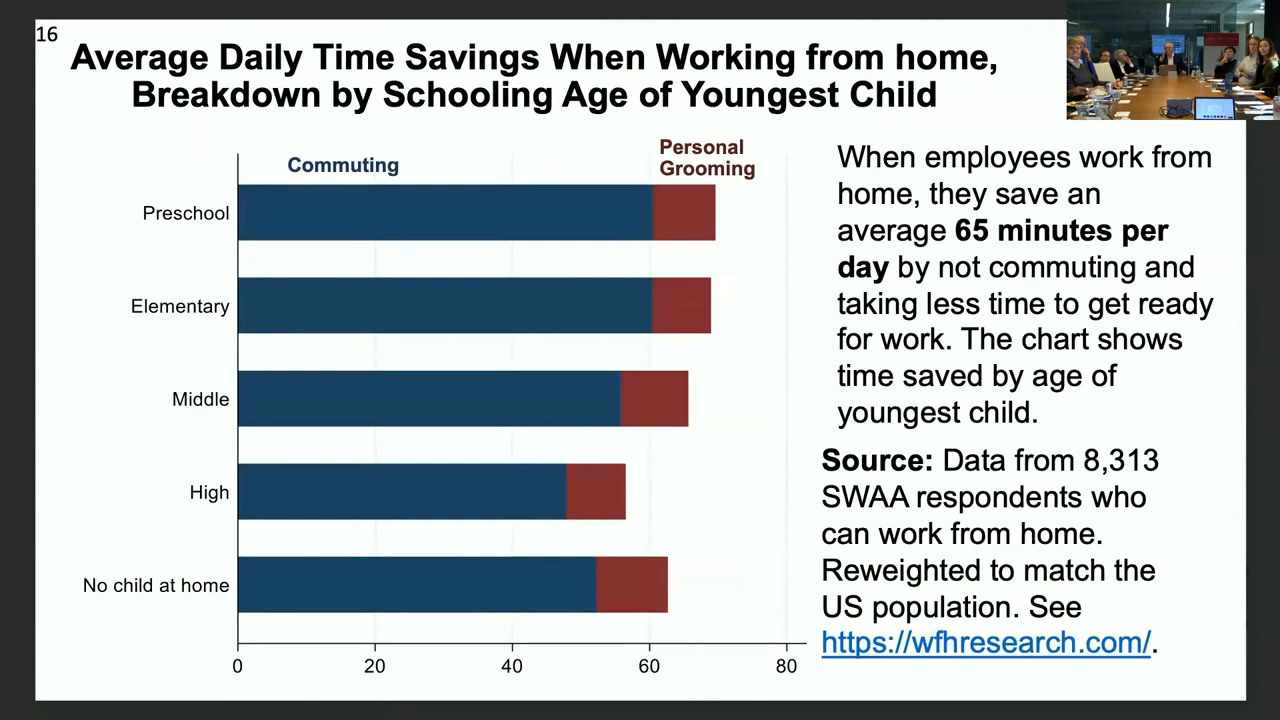 16
Average Daily Time Savings When Working from home,
Breakdown by Schooling Age of Youngest Child
Commuting
Personal
Grooming
Preschool
Elementary
Middle
High
No child at home
0 20 40 60 80
When employees work from
home, they save an
average 65 minutes per
day by not commuting and
taking less time to get ready
for work. The chart shows
time saved by age of
youngest child.
Source: Data from 8,313
SWAA respondents who
can work from home.
Reweighted to match the
US population. See
https://wfhresearch.com/.